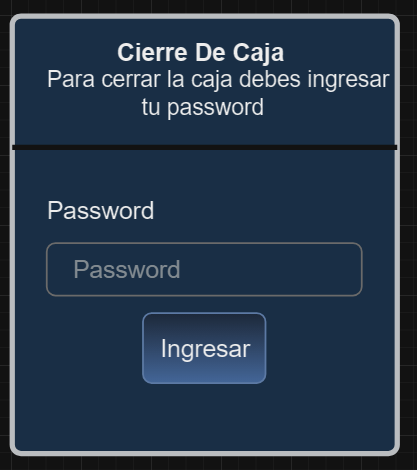 Cierre De Caja
Para cerrar la caja debes ingresar
tu password
Password
Password
Ingresar